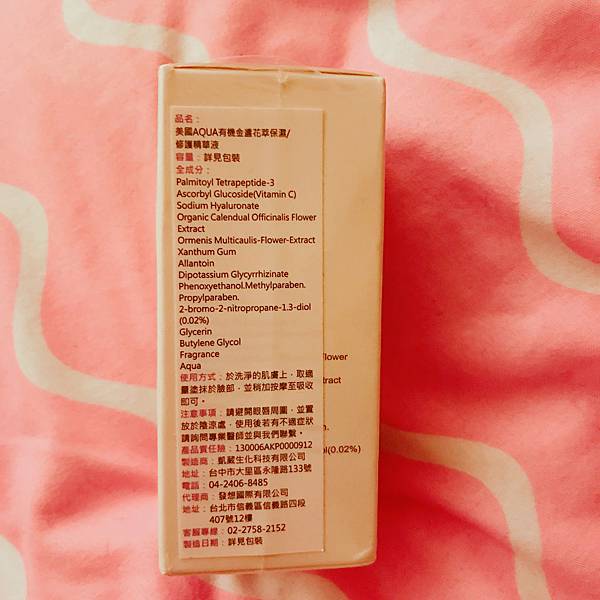 品名：
美國AQUA有機金盞花萃保濕/
修護精華液
容量：詳見包裝
全成分：
Palmitoyl Tetrapeptide-3
Ascorbyl Glucoside(Vitamin C)
Sodium Hyaluronate
Organic Calendual Officinalis Flower
Extract
Ormenis Multicaulis-Flower-Extract
Xanthum Gum
Allantoin
Dipotassium Glycyrrhizinate
Phenoxyethanol.Methylparaben.
Propylparaben.
2-bromo-2-nitropropane-1.3-diol
(0.02%)
Glycerin
Butylene Glycol
Fragrance
Aqua
使用方式：於洗淨的肌膚上，取適
量塗抹於臉部，並稍加按摩至吸收
即可。
注意事項：請避開眼唇周圍，並置
放於陰涼處，使用後若有不適症狀
請詢問專業醫師並與我們聯繫。
產品責任險：130006AKP0000912
製造商：凱葳生化科技有限公司
地址：台中市大里區永隆路133號
電話：04-2406-8485
代理商：發想國際有限公司
地址：台北市信義區信義路四段
407號12樓
客服專線：02-2758-2152
製造日期：詳見包裝
lower
tract
n.
ol(0.02%)